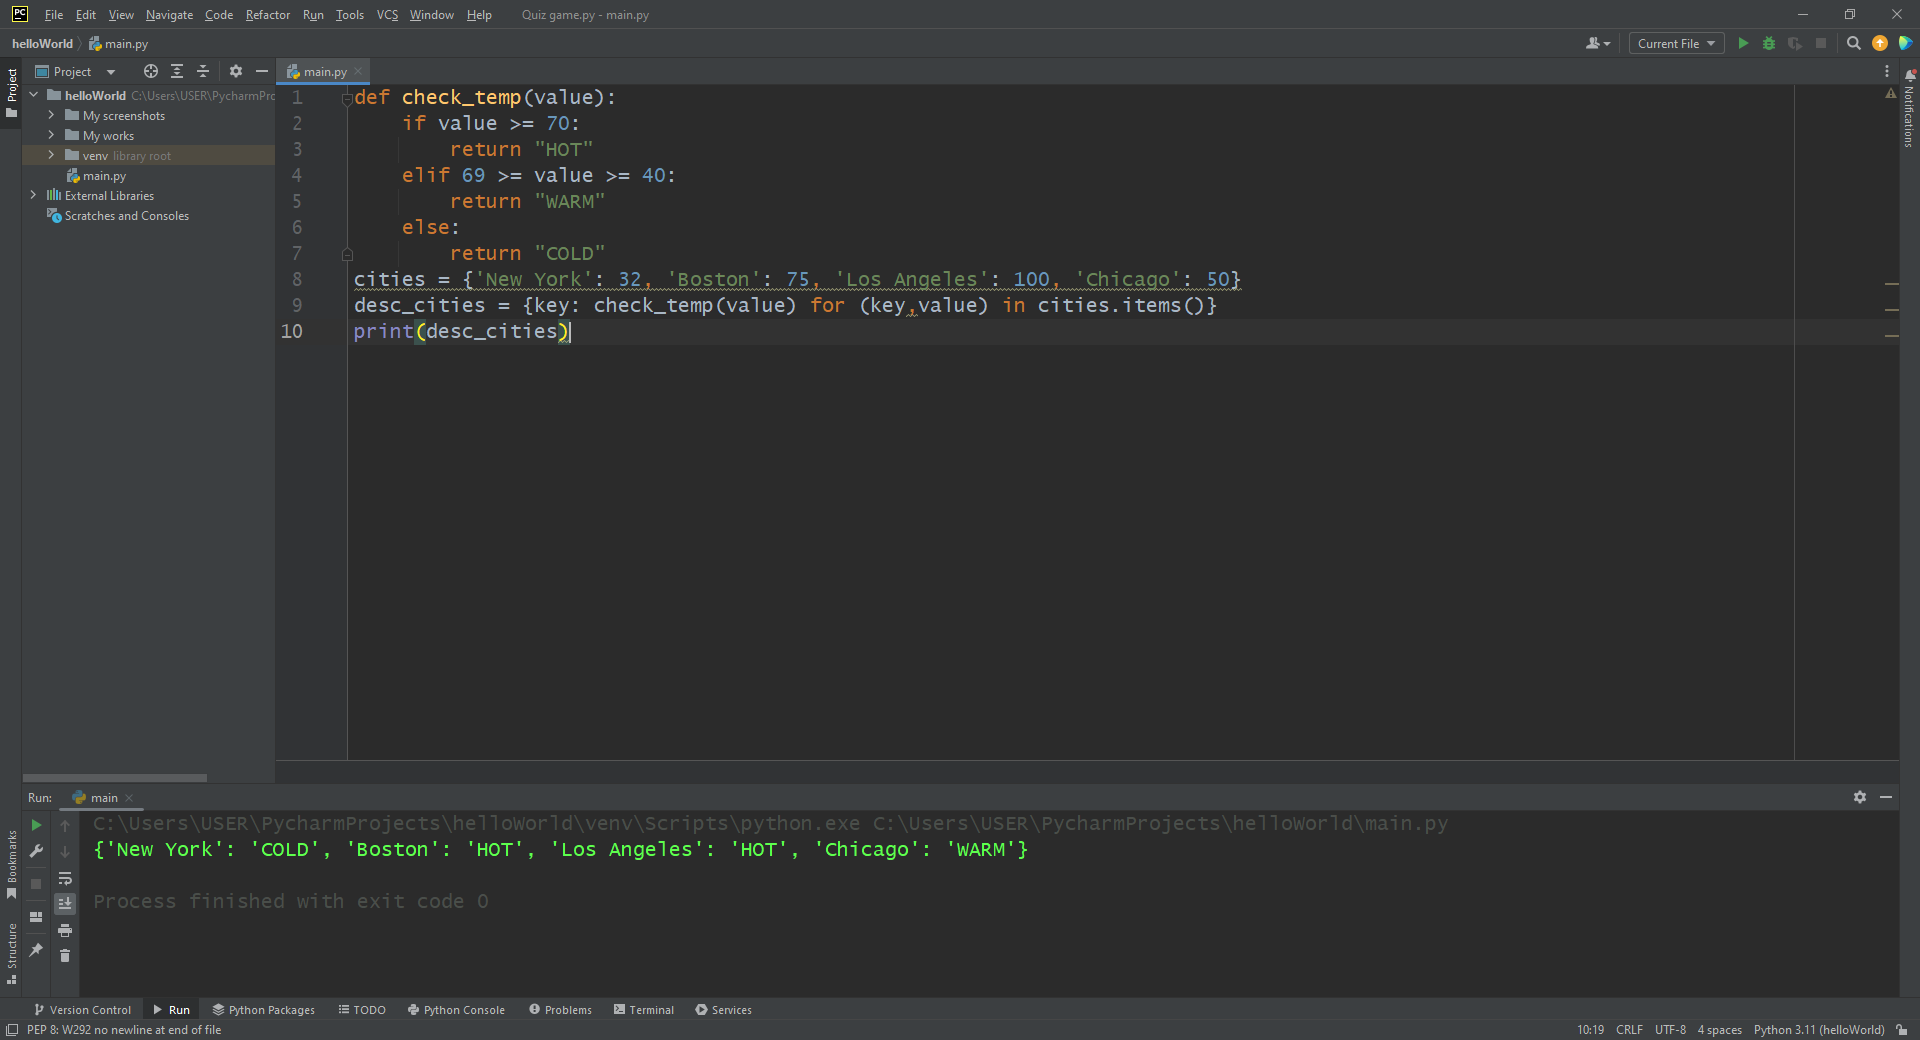 PC File Edit View Navigate Code Refactor Run Tools VCS Window Help Quiz game.py - main.py
helloWorld main.py Current File
Project main.py
Project
Notifications
helloWorld C:\Users\USER\PycharmPro
My screenshots
My works
venv library root
main.py
External Libraries
Scratches and Consoles
1 def check_temp(value):
2 if value >= 70:
3 return "HOT"
4 elif 69 >= value >= 40:
5 return "WARM"
6 else:
7 return "COLD"
8 cities = {'New York': 32, 'Boston': 75, 'Los Angeles': 100, 'Chicago': 50}
9 desc_cities = {key: check_temp(value) for (key,value) in cities.items()}
10 print(desc_cities)
Run: main
C:\Users\USER\PycharmProjects\helloWorld\venv\Scripts\python.exe C:\Users\USER\PycharmProjects\helloWorld\main.py
{'New York': 'COLD', 'Boston': 'HOT', 'Los Angeles': 'HOT', 'Chicago': 'WARM'}
Process finished with exit code 0
Bookmarks
Structure
Version Control Run Python Packages TODO Python Console Problems Terminal Services
PEP 8: W292 no newline at end of file 10:19 CRLF UTF-8 4 spaces Python 3.11 (helloWorld)